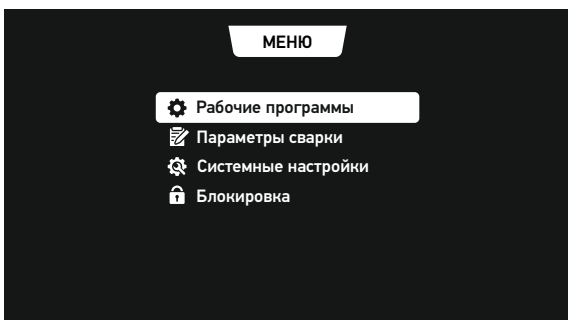 МЕНЮ
Рабочие программы
Параметры сварки
Системные настройки
Блокировка